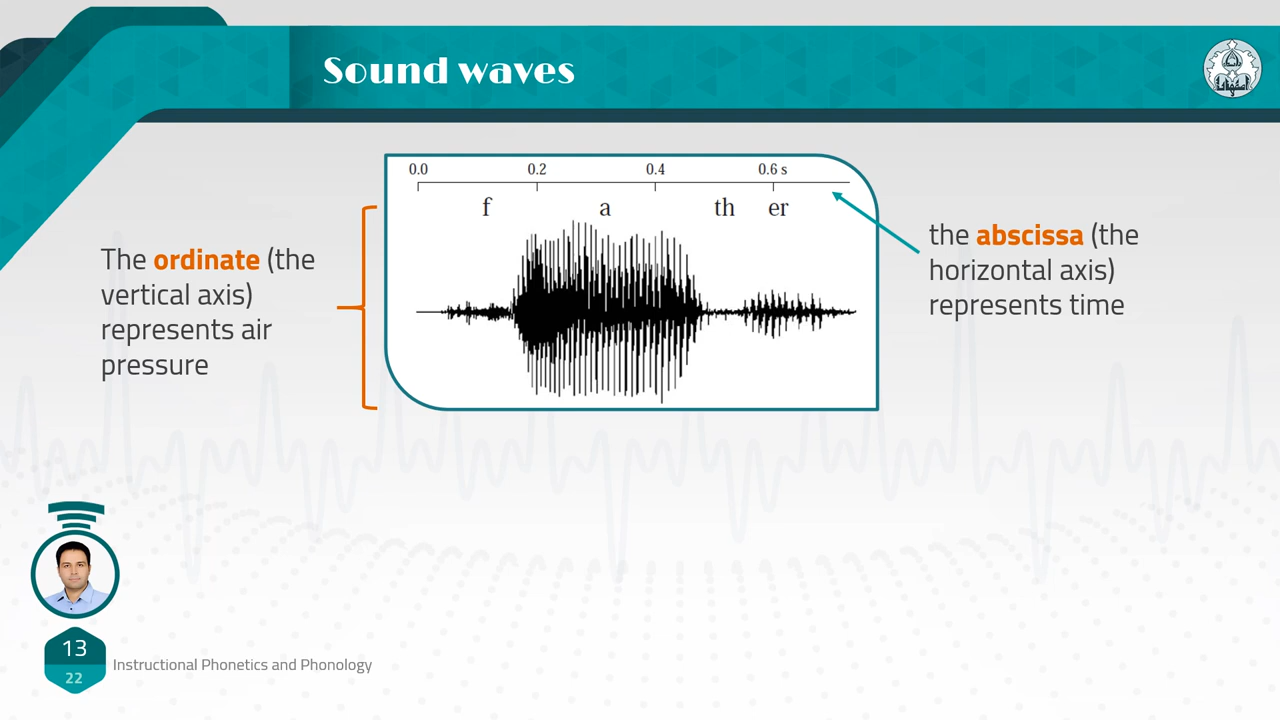 Sound waves
0.0 0.2 0.4 0.6 s
f a th er
The ordinate (the
vertical axis)
represents air
pressure
the abscissa (the
horizontal axis)
represents time
13
22
Instructional Phonetics and Phonology